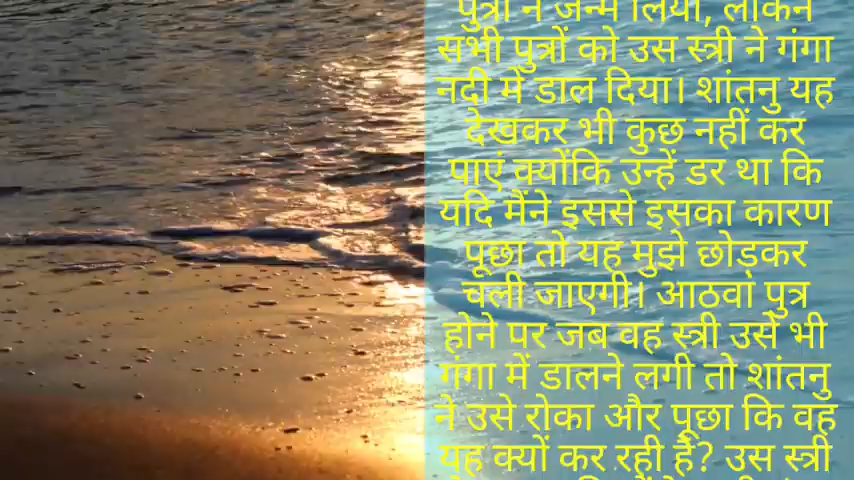 पुत्रों ने जन्म लिया, लेकिन
सभी पुत्रों को उस स्त्री ने गंगा
नदी में डाल दिया। शांतनु यह
देखकर भी कुछ नहीं कर
पाएं क्योंकि उन्हें डर था कि
यदि मैंने इससे इसका कारण
पूछा तो यह मुझे छोड़कर
चली जाएगी। आठवां पुत्र
होने पर जब वह स्त्री उसे भी
गंगा में डालने लगी तो शांतनु
ने उसे रोका और पूछा कि वह
यह क्यों कर रही है? उस स्त्री